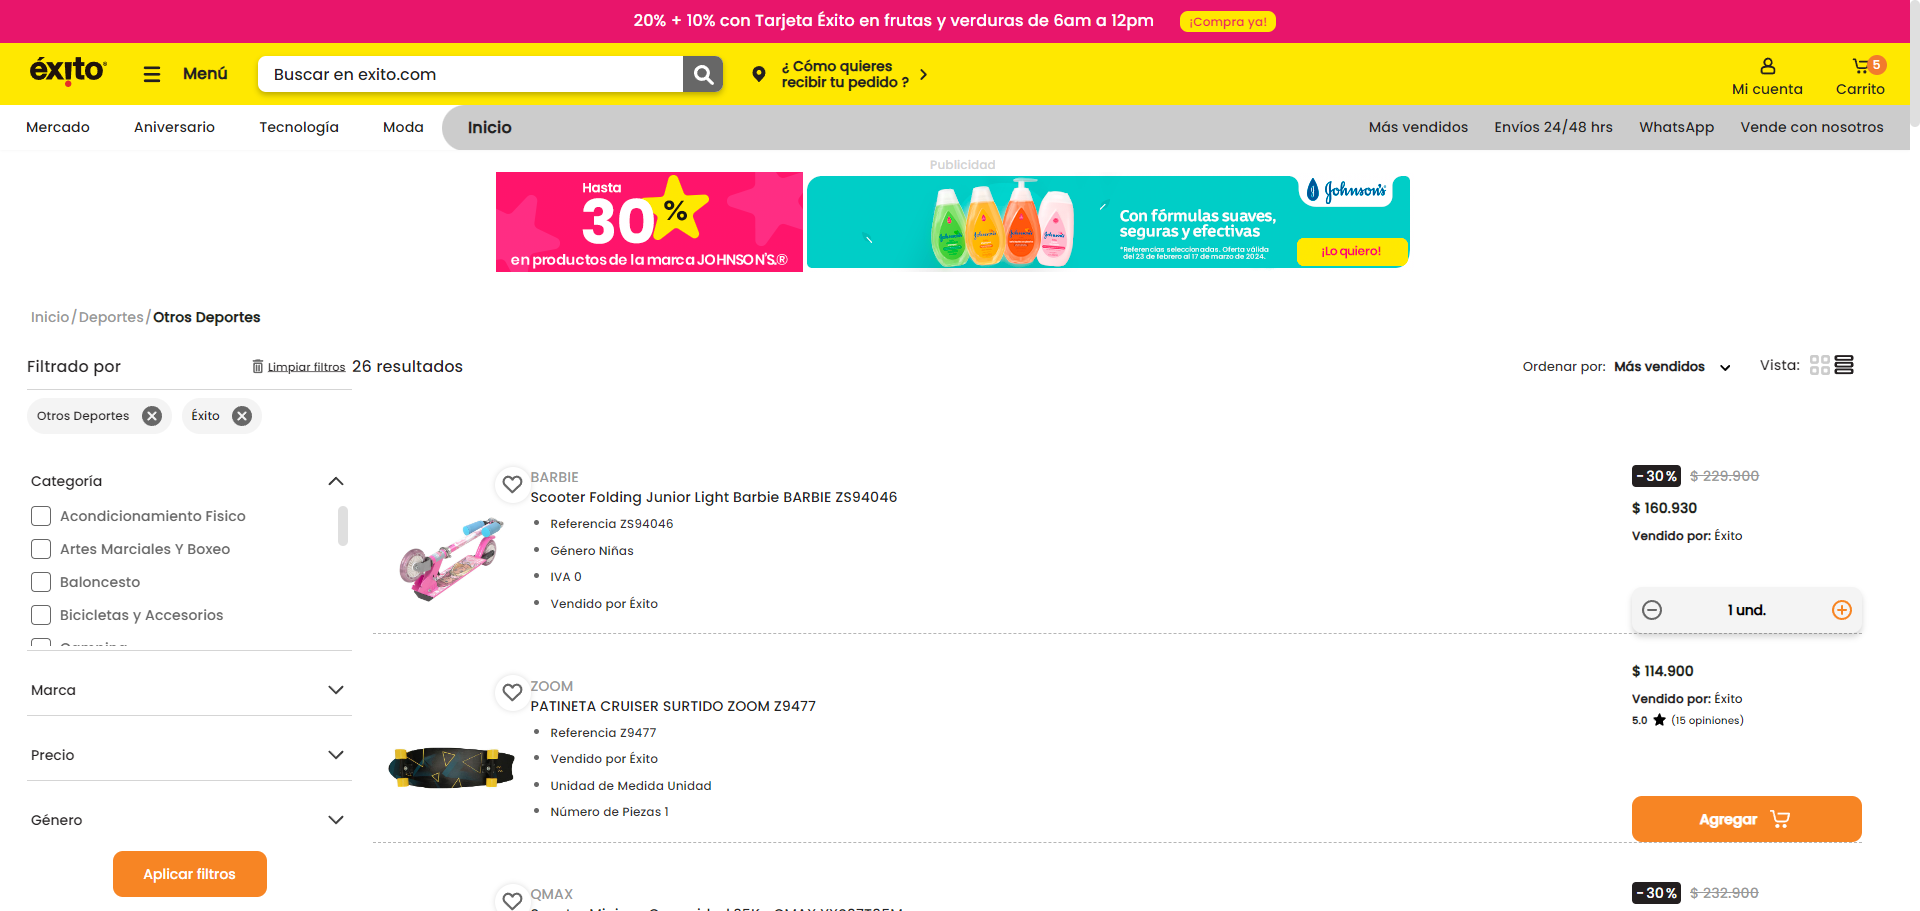 20% + 10% con Tarjeta Éxito en frutas y verduras de 6am a 12pm
¡Compra ya!
éxito
Menú
Buscar en exito.com
¿ Cómo quieres
recibir tu pedido ?
Mi cuenta
5
Carrito
Mercado
Aniversario
Tecnología
Moda
Inicio
Más vendidos
Envíos 24/48 hrs
WhatsApp
Vende con nosotros
Publicidad
Hasta
30%
en productos de la marca JOHNSON'S.®
Johnson's
Con fórmulas suaves,
seguras y efectivas
*Referencias seleccionadas. Oferta válida
del 23 de febrero al 17 de marzo de 2024.
¡Lo quiero!
Inicio/Deportes/Otros Deportes
Filtrado por
Limpiar filtros
26 resultados
Ordenar por: Más vendidos
Vista:
Otros Deportes
Éxito
Categoría
Acondicionamiento Fisico
Artes Marciales Y Boxeo
Baloncesto
Bicicletas y Accesorios
Marca
Precio
Género
Aplicar filtros
BARBIE
Scooter Folding Junior Light Barbie BARBIE ZS94046
Referencia ZS94046
Género Niñas
IVA 0
Vendido por Éxito
-30%
$ 229.900
$ 160.930
Vendido por: Éxito
1 und.
ZOOM
PATINETA CRUISER SURTIDO ZOOM Z9477
Referencia Z9477
Vendido por Éxito
Unidad de Medida Unidad
Número de Piezas 1
$ 114.900
Vendido por: Éxito
5.0 ★ (15 opiniones)
Agregar
QMAX
-30%
$ 232.900